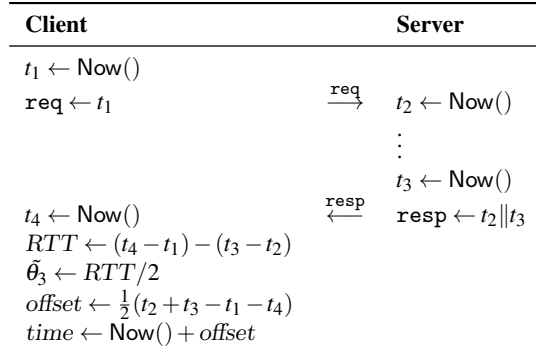 Client Server
t₁ ← Now()
req ← t₁ req ⟶ t₂ ← Now()
⋮
t₃ ← Now()
t₄ ← Now() resp ⟵ resp ← t₂‖t₃
RTT ← (t₄ − t₁) − (t₃ − t₂)
θ̃₃ ← RTT/2
offset ← ½(t₂ + t₃ − t₁ − t₄)
time ← Now() + offset